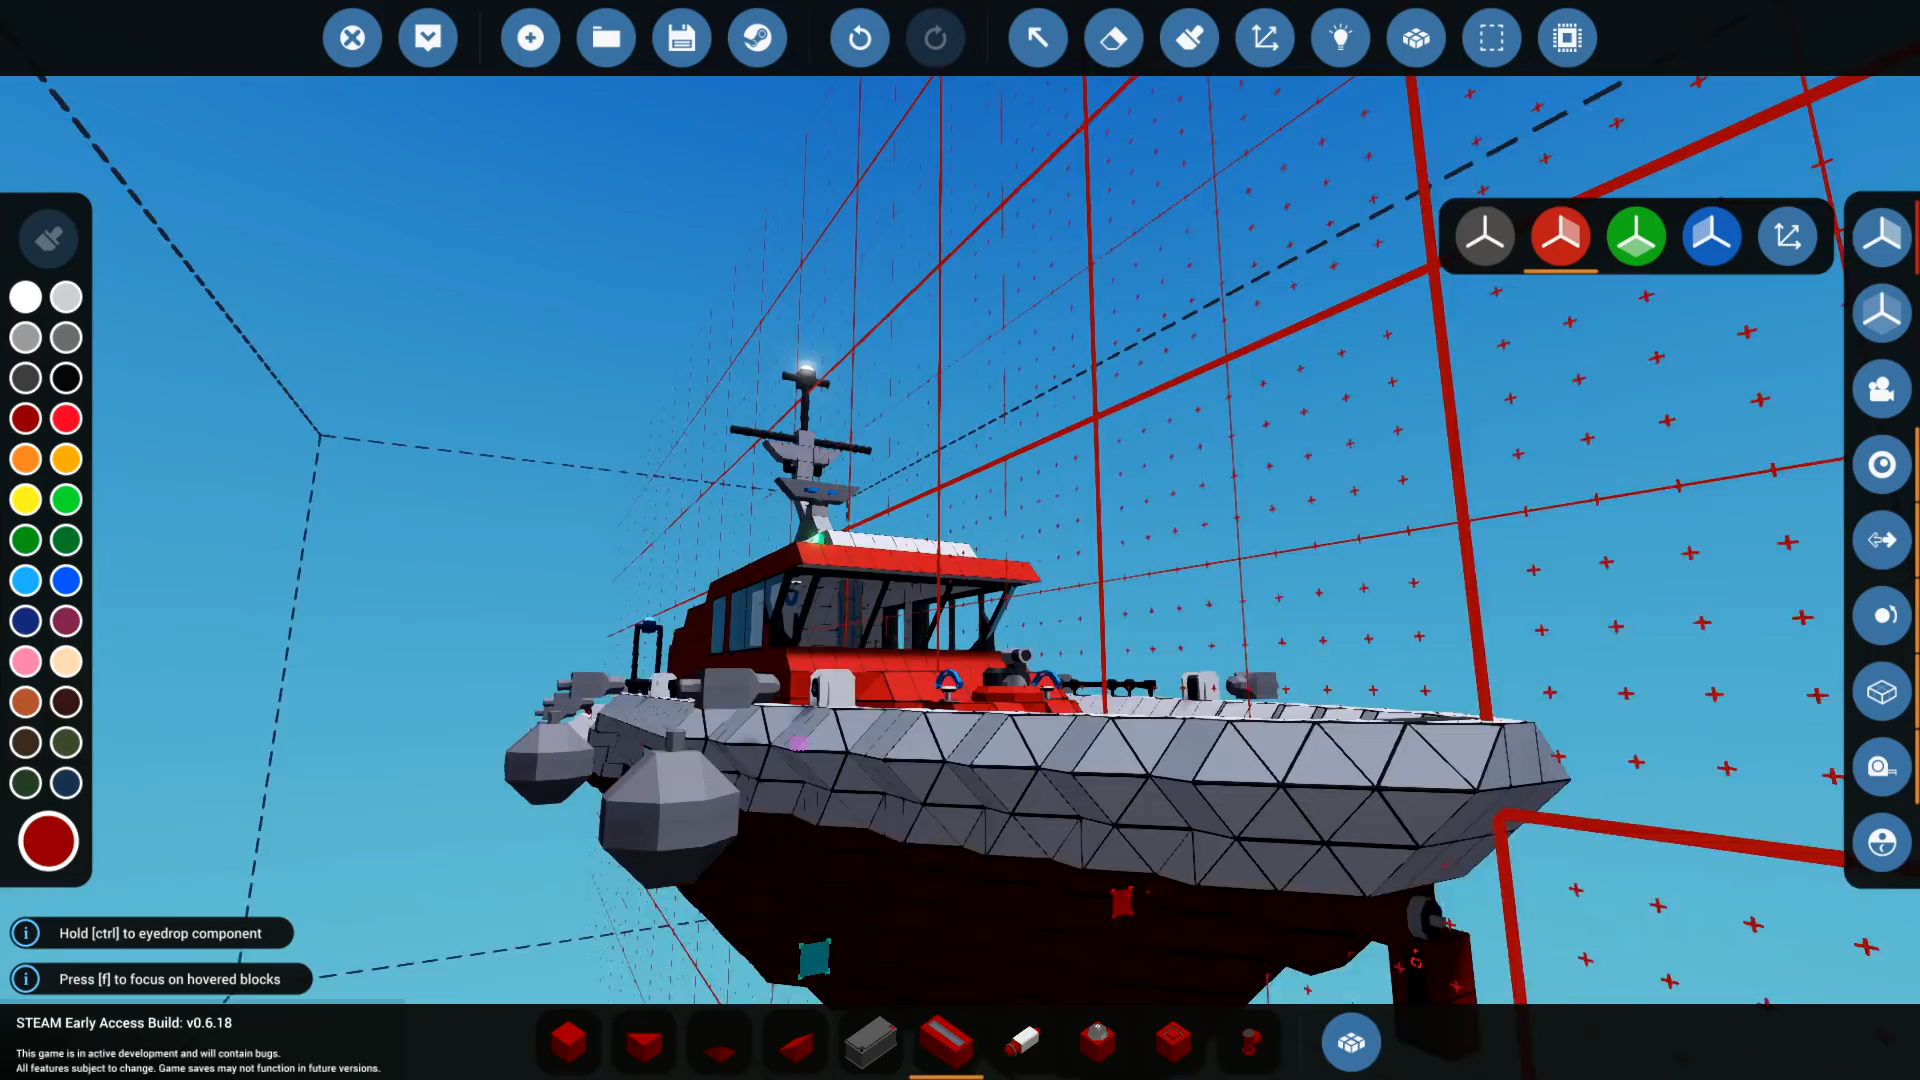 Hold [ctrl] to eyedrop component
Press [f] to focus on hovered blocks
STEAM Early Access Build: v0.6.18
This game is in active development and will contain bugs.
All features subject to change. Game saves may not function in future versions.